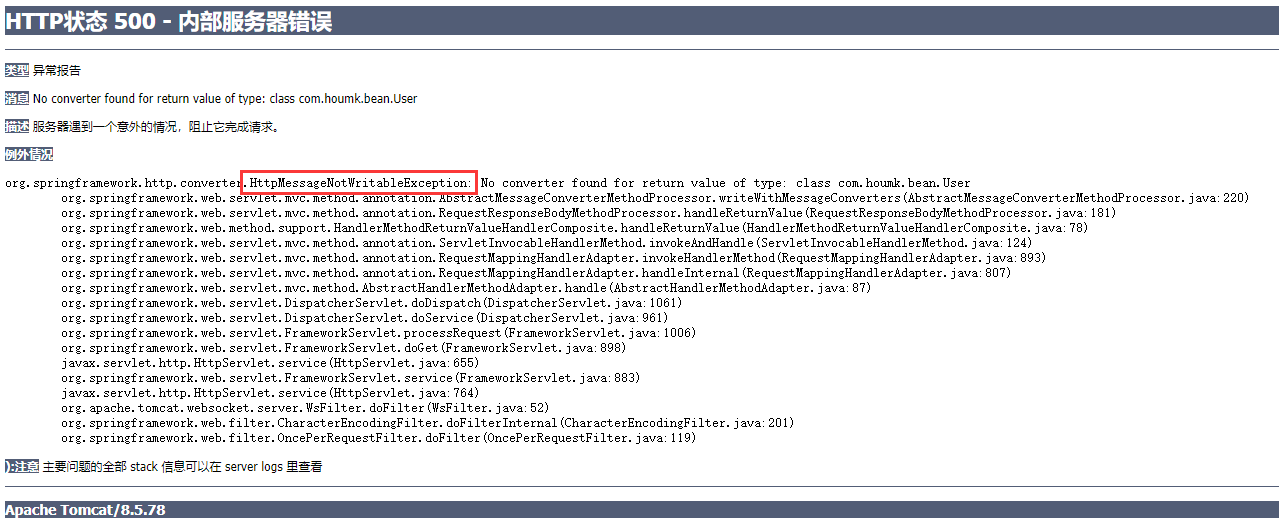 HTTP状态 500 - 内部服务器错误
类型 异常报告
消息 No converter found for return value of type: class com.houmk.bean.User
描述 服务器遇到一个意外的情况，阻止它完成请求。
例外情况
org.springframework.http.converter.HttpMessageNotWritableException: No converter found for return value of type: class com.houmk.bean.User
org.springframework.web.servlet.mvc.method.annotation.AbstractMessageConverterMethodProcessor.writeWithMessageConverters(AbstractMessageConverterMethodProcessor.java:220)
org.springframework.web.servlet.mvc.method.annotation.RequestResponseBodyMethodProcessor.handleReturnValue(RequestResponseBodyMethodProcessor.java:181)
org.springframework.web.method.support.HandlerMethodReturnValueHandlerComposite.handleReturnValue(HandlerMethodReturnValueHandlerComposite.java:78)
org.springframework.web.servlet.mvc.method.annotation.ServletInvocableHandlerMethod.invokeAndHandle(ServletInvocableHandlerMethod.java:124)
org.springframework.web.servlet.mvc.method.annotation.RequestMappingHandlerAdapter.invokeHandlerMethod(RequestMappingHandlerAdapter.java:893)
org.springframework.web.servlet.mvc.method.annotation.RequestMappingHandlerAdapter.handleInternal(RequestMappingHandlerAdapter.java:807)
org.springframework.web.servlet.mvc.method.AbstractHandlerMethodAdapter.handle(AbstractHandlerMethodAdapter.java:87)
org.springframework.web.servlet.DispatcherServlet.doDispatch(DispatcherServlet.java:1061)
org.springframework.web.servlet.DispatcherServlet.doService(DispatcherServlet.java:961)
org.springframework.web.servlet.FrameworkServlet.processRequest(FrameworkServlet.java:1006)
org.springframework.web.servlet.FrameworkServlet.doGet(FrameworkServlet.java:898)
javax.servlet.http.HttpServlet.service(HttpServlet.java:655)
org.springframework.web.servlet.FrameworkServlet.service(FrameworkServlet.java:883)
javax.servlet.http.HttpServlet.service(HttpServlet.java:764)
org.apache.tomcat.websocket.server.WsFilter.doFilter(WsFilter.java:52)
org.springframework.web.filter.CharacterEncodingFilter.doFilterInternal(CharacterEncodingFilter.java:201)
org.springframework.web.filter.OncePerRequestFilter.doFilter(OncePerRequestFilter.java:119)
):注意 主要问题的全部 stack 信息可以在 server logs 里查看
Apache Tomcat/8.5.78